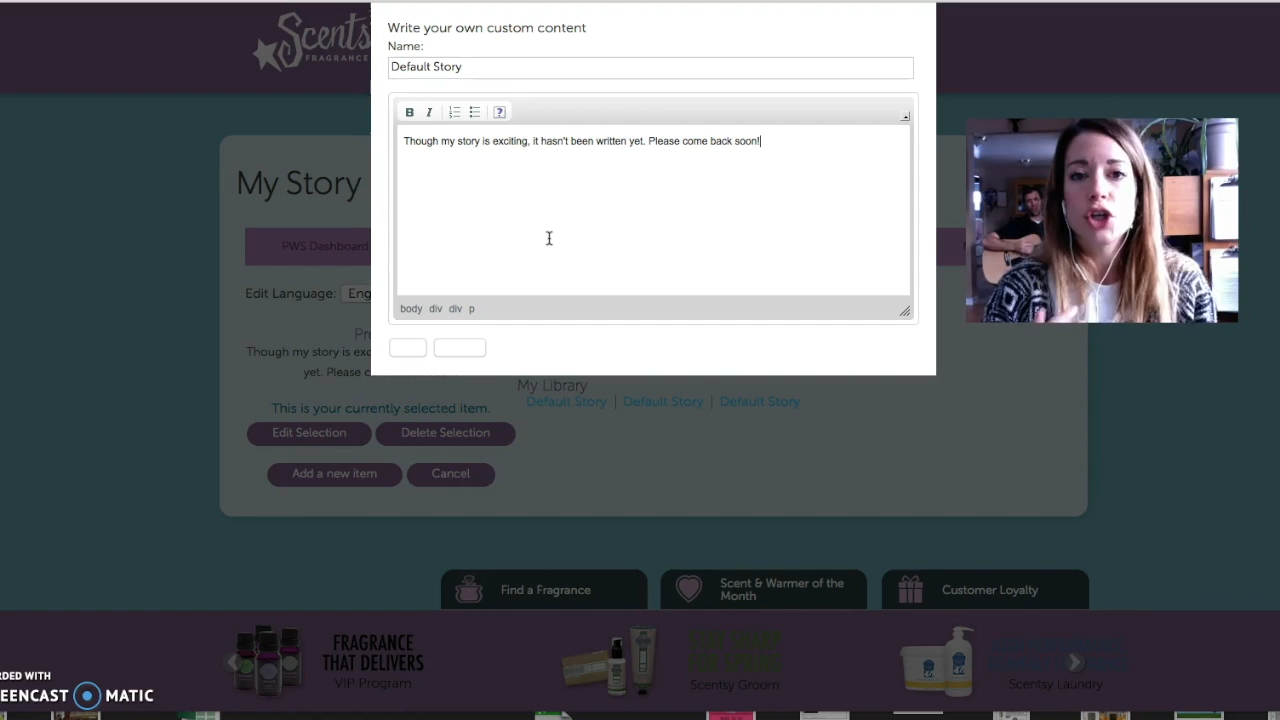 Scents
FRAGRANCE
Write your own custom content
Name:
Default Story
B I
Though my story is exciting, it hasn't been written yet. Please come back soon!
body div div p
My Story
PWS Dashboard
Edit Language: Eng
Pre
Though my story is exc
yet. Please c
This is your currently selected item.
Edit Selection Delete Selection
Add a new item Cancel
My Library
Default Story | Default Story | Default Story
Find a Fragrance
Scent & Warmer of the
Month
Customer Loyalty
FRAGRANCE
THAT DELIVERS
VIP Program
Scentsy Groom
Scentsy Laundry
RDED WITH
EENCAST MATIC